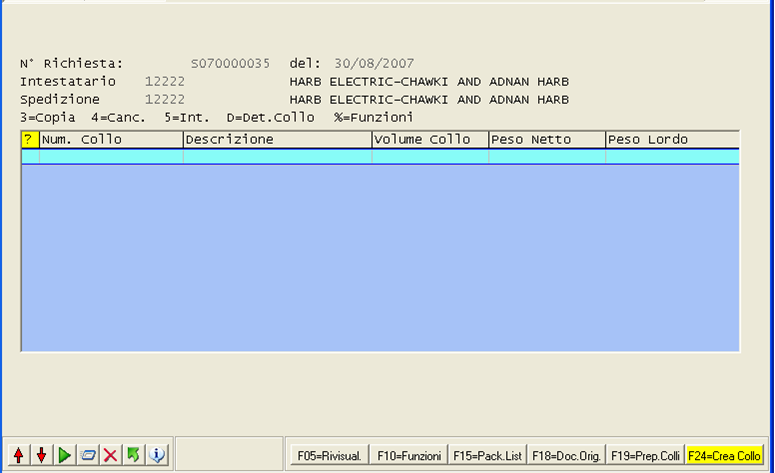 N° Richiesta: S070000035 del: 30/08/2007
Intestatario 12222 HARB ELECTRIC-CHAWKI AND ADNAN HARB
Spedizione 12222 HARB ELECTRIC-CHAWKI AND ADNAN HARB
3=Copia 4=Canc. 5=Int. D=Det.Collo %=Funzioni
? Num. Collo Descrizione Volume Collo Peso Netto Peso Lordo
F05=Rivisual. F10=Funzioni F15=Pack.List F18=Doc.Orig. F19=Prep.Colli F24=Crea Collo